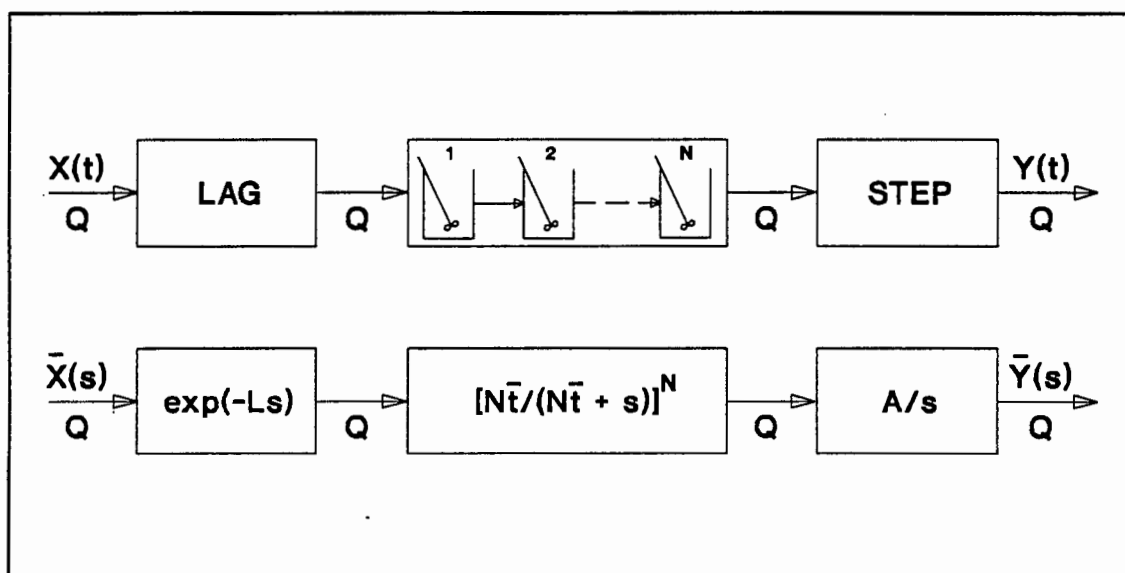 1 2 N
X(t) LAG STEP Y(t)
Q Q Q Q
X̄(s) exp(-Ls) [Nt̄/(Nt̄ + s)]^N A/s Ȳ(s)
Q Q Q Q